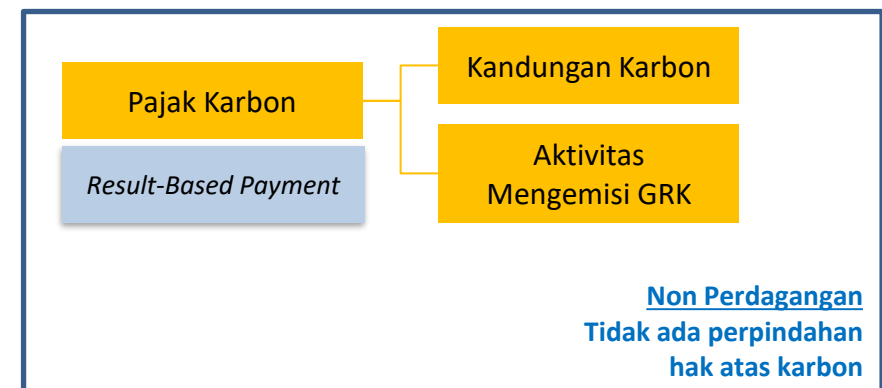 Pajak Karbon
Result-Based Payment
Kandungan Karbon
Aktivitas
Mengemisi GRK
Non Perdagangan
Tidak ada perpindahan
hak atas karbon